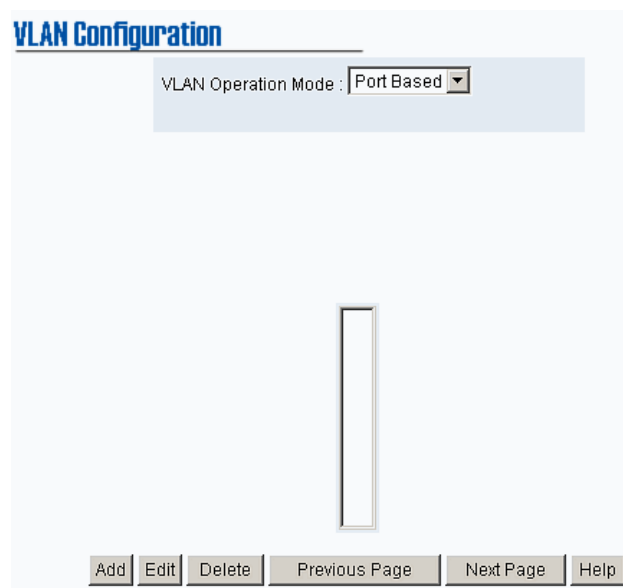 VLAN Configuration
VLAN Operation Mode : Port Based
Add Edit Delete Previous Page Next Page Help